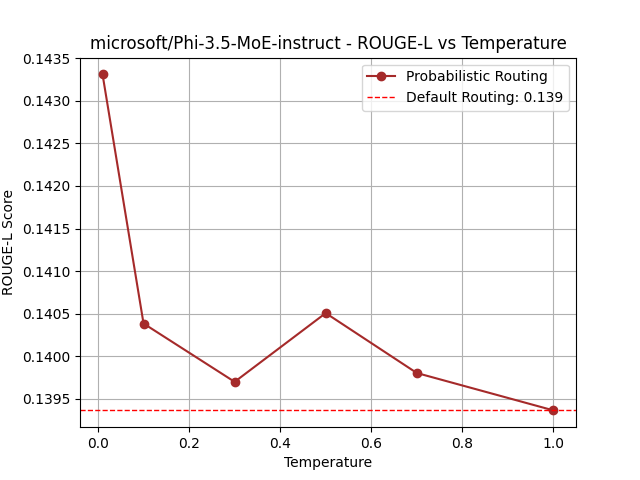 microsoft/Phi-3.5-MoE-instruct - ROUGE-L vs Temperature
Probabilistic Routing
Default Routing: 0.139
ROUGE-L Score
0.1435
0.1430
0.1425
0.1420
0.1415
0.1410
0.1405
0.1400
0.1395
0.0 0.2 0.4 0.6 0.8 1.0
Temperature